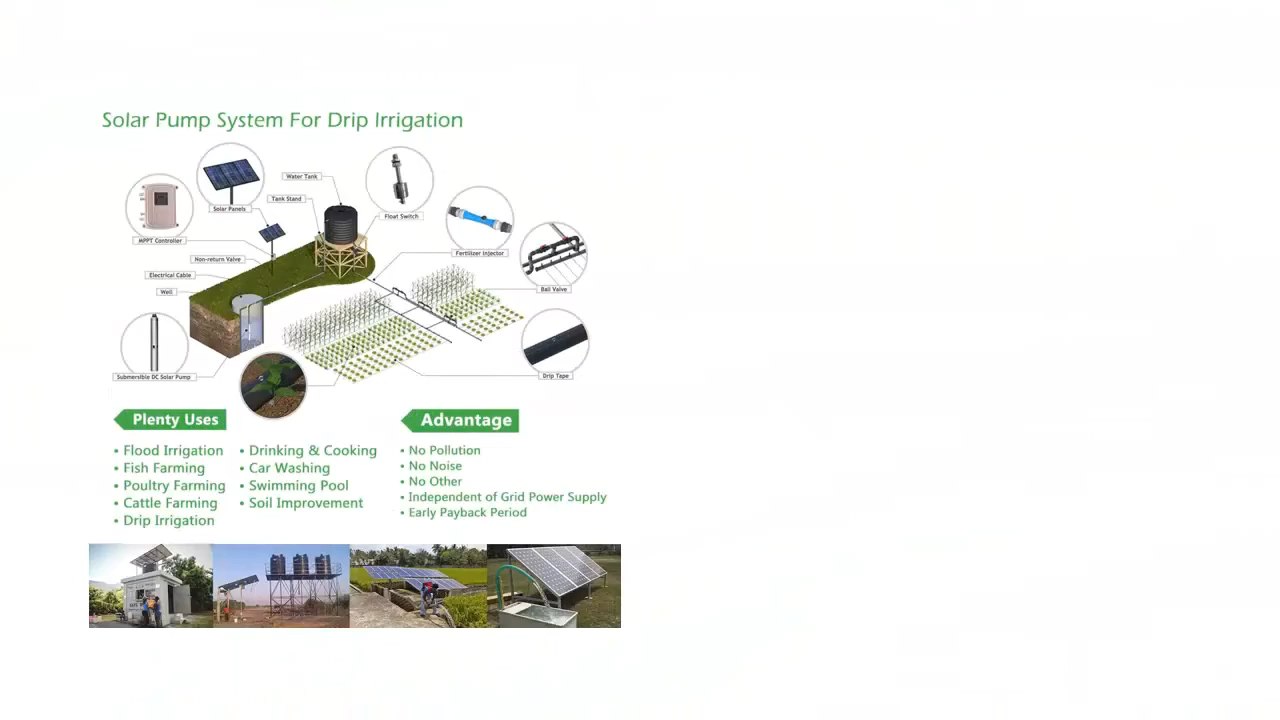 Solar Pump System For Drip Irrigation
Water Tank
Tank Stand
Solar Panels
Float Switch
MPPT Controller
Fertilizer Injector
Non-return Valve
Electrical Cable
Ball Valve
Well
Submersible DC Solar Pump
Drip Tape
Plenty Uses
• Flood Irrigation
• Fish Farming
• Poultry Farming
• Cattle Farming
• Drip Irrigation
• Drinking & Cooking
• Car Washing
• Swimming Pool
• Soil Improvement
Advantage
• No Pollution
• No Noise
• No Other
• Independent of Grid Power Supply
• Early Payback Period